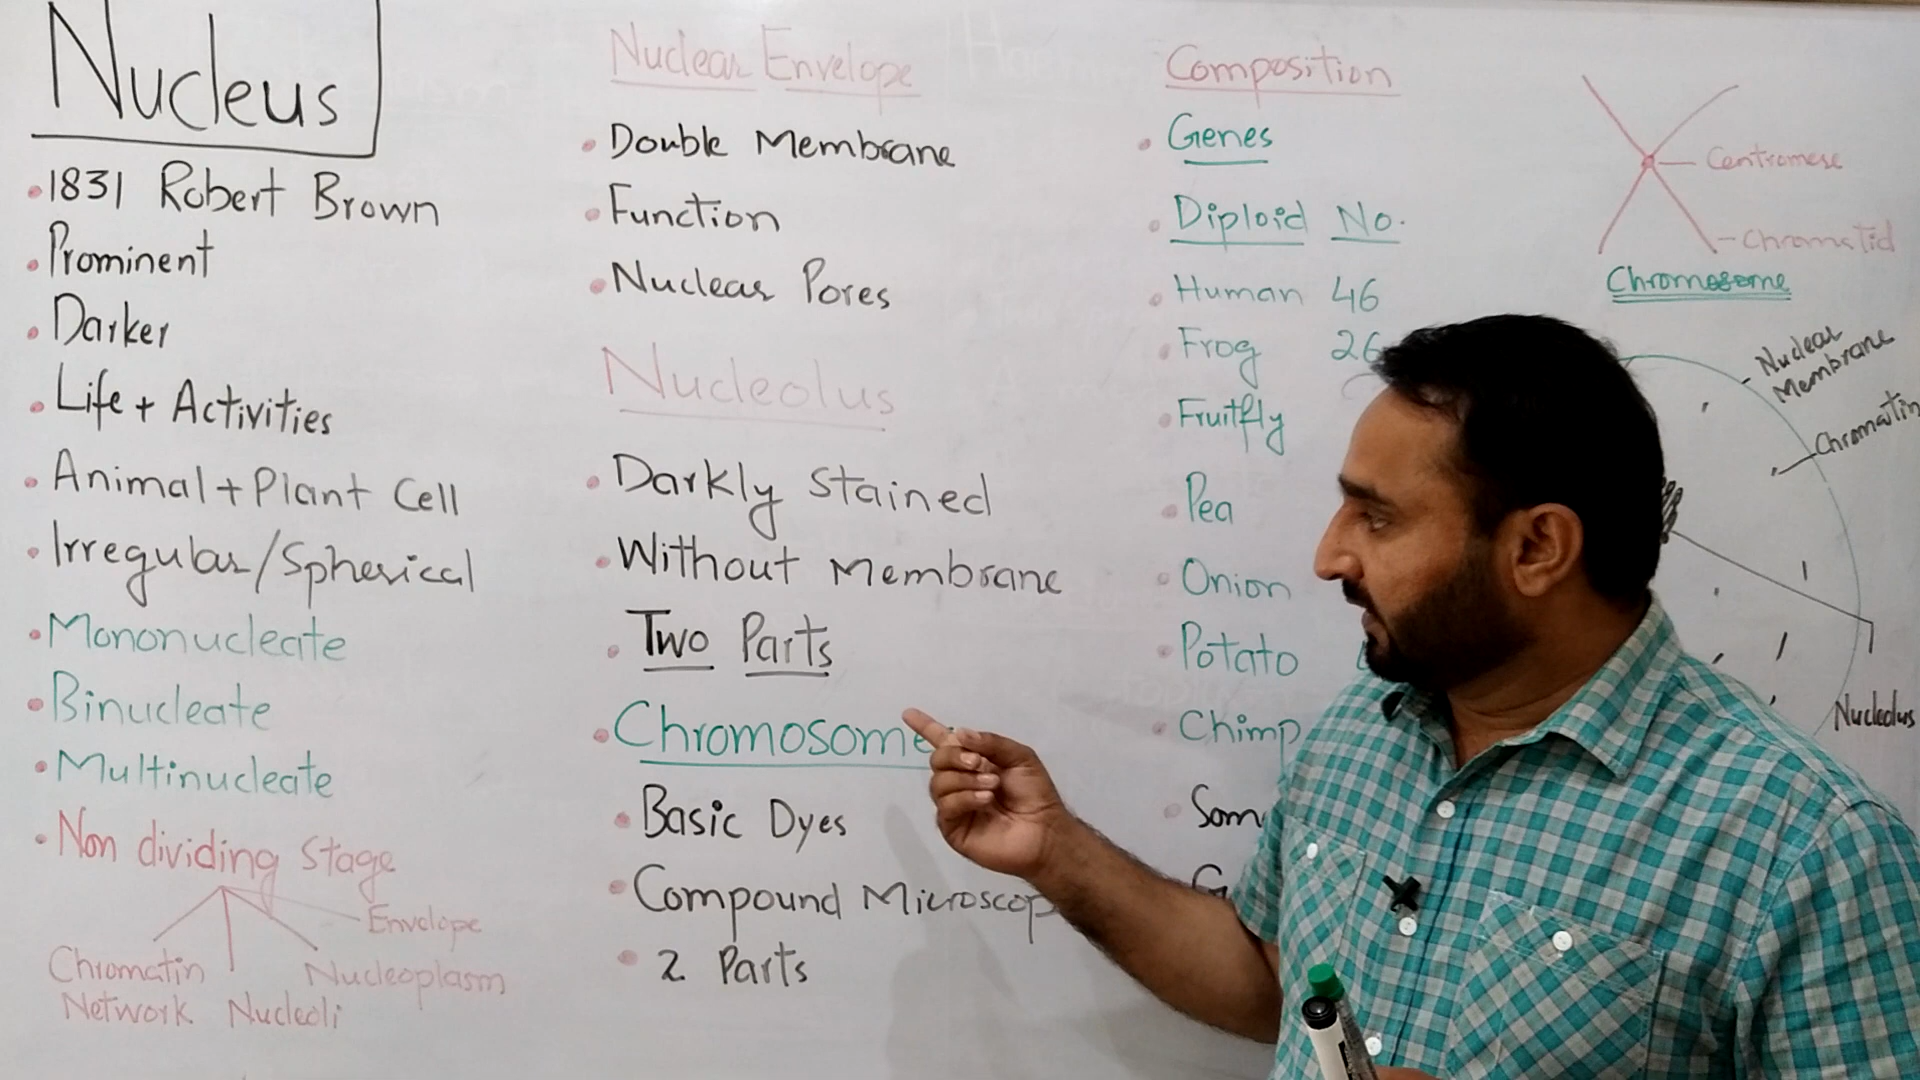 Nucleus
1831 Robert Brown
Prominent
Darker
Life + Activities
Animal + Plant Cell
Irregular/Spherical
Mononucleate
Binucleate
Multinucleate
Non dividing Stage
Envelope
Chromatin
Network
Nucleoli
Nucleoplasm
Nuclear Envelope
Double Membrane
Function
Nuclear Pores
Nucleolus
Darkly Stained
Without Membrane
Two Parts
Chromosome
Basic Dyes
Compound Microscop
2 Parts
Composition
Genes
Diploid No.
Human 46
Frog 26
Fruitfly
Pea
Onion
Potato
Chimp
Som
G
Centromere
Chromatid
Chromosome
Nuclear
Membrane
Chromatin
Nucleolus